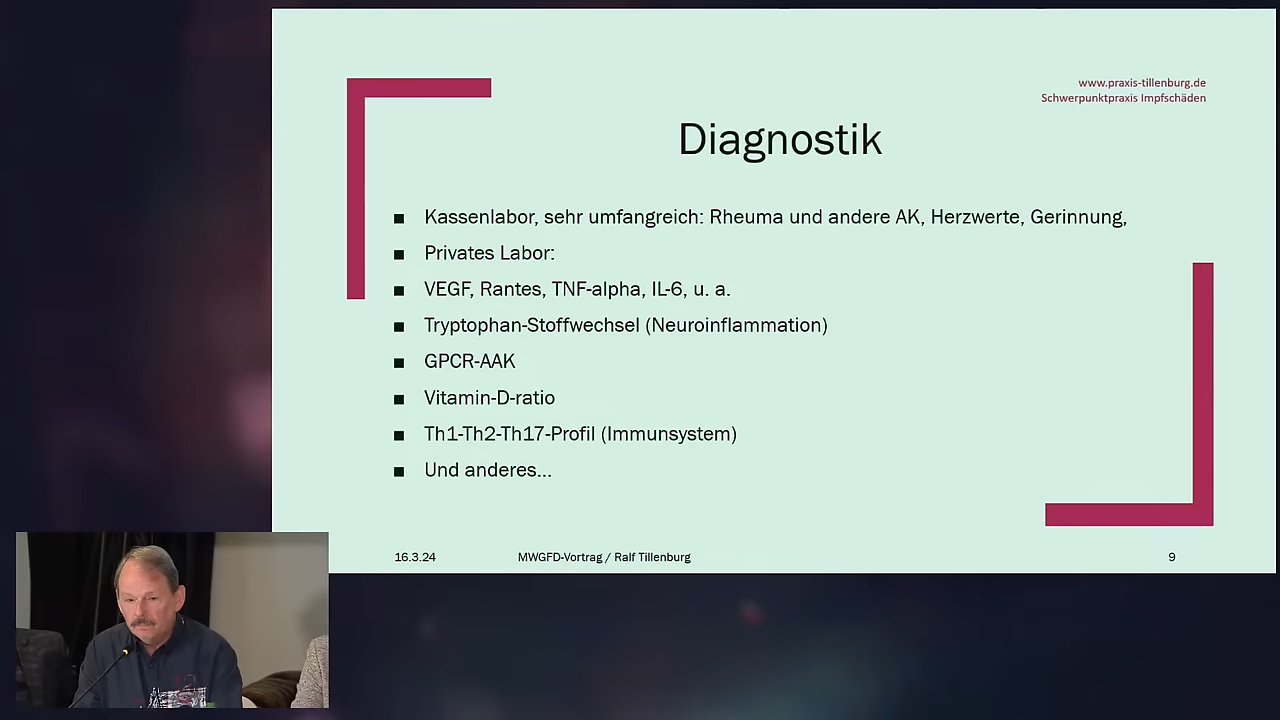 www.praxis-tillenburg.de
Schwerpunktpraxis Impfschäden
Diagnostik
Kassenlabor, sehr umfangreich: Rheuma und andere AK, Herzwerte, Gerinnung,
Privates Labor:
VEGF, Rantes, TNF-alpha, IL-6, u. a.
Tryptophan-Stoffwechsel (Neuroinflammation)
GPCR-AAK
Vitamin-D-ratio
Th1-Th2-Th17-Profil (Immunsystem)
Und anderes...
16.3.24
MWGFD-Vortrag / Ralf Tillenburg
9